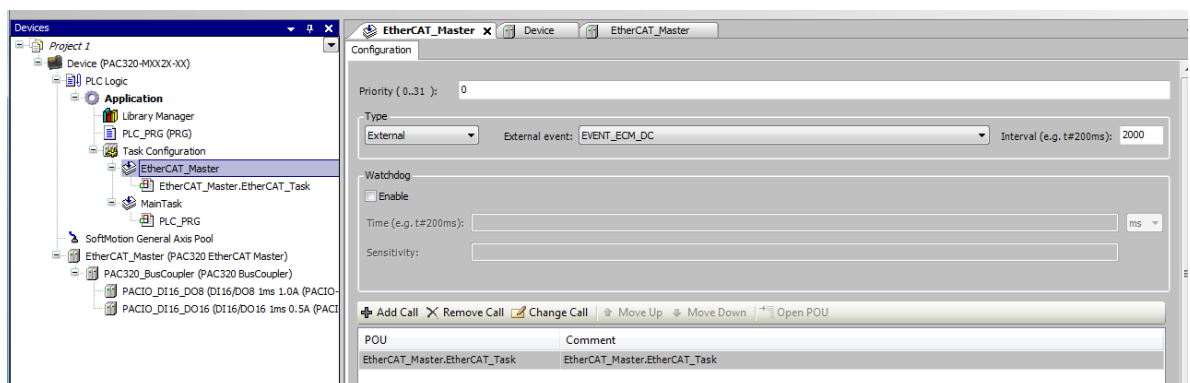 Devices
Project 1
Device (PAC320-MXX2X-XX)
PLC Logic
Application
Library Manager
PLC_PRG (PRG)
Task Configuration
EtherCAT_Master
EtherCAT_Master.EtherCAT_Task
MainTask
PLC_PRG
SoftMotion General Axis Pool
EtherCAT_Master (PAC320 EtherCAT Master)
PAC320_BusCoupler (PAC320 BusCoupler)
PACIO_DI16_DO8 (DI16/DO8 1ms 1.0A (PACIO-
PACIO_DI16_DO16 (DI16/DO16 1ms 0.5A (PACI
EtherCAT_Master Device EtherCAT_Master
Configuration
Priority ( 0..31 ): 0
Type
External External event: EVENT_ECM_DC Interval (e.g. t#200ms): 2000
Watchdog
Enable
Time (e.g. t#200ms): ms
Sensitivity:
Add Call Remove Call Change Call Move Up Move Down Open POU
POU Comment
EtherCAT_Master.EtherCAT_Task EtherCAT_Master.EtherCAT_Task